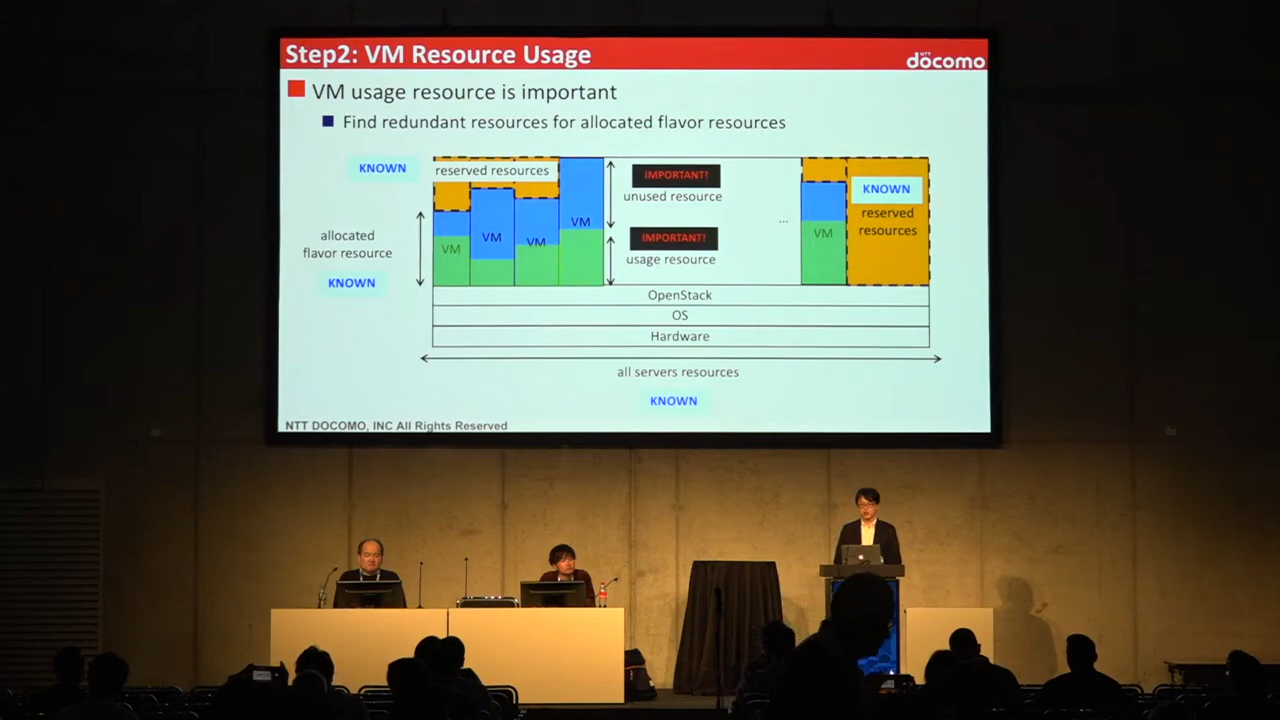 Step2: VM Resource Usage
NTT
döcomo
VM usage resource is important
Find redundant resources for allocated flavor resources
KNOWN
reserved resources
IMPORTANT!
unused resource
KNOWN
reserved
resources
allocated
flavor resource
KNOWN
VM
VM
VM
VM
IMPORTANT!
usage resource
...
VM
OpenStack
OS
Hardware
all servers resources
KNOWN
NTT DOCOMO, INC All Rights Reserved